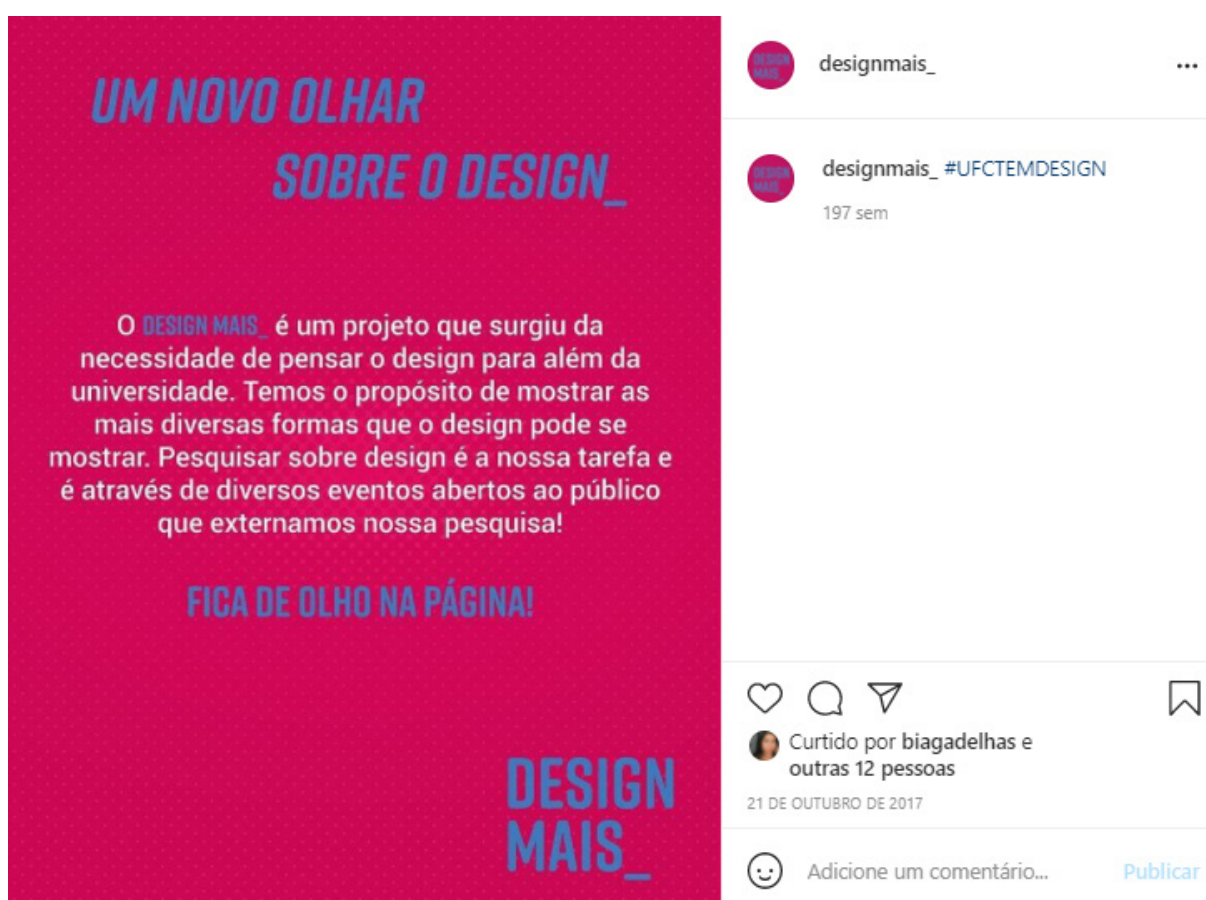 UM NOVO OLHAR
SOBRE O DESIGN_
O DESIGN MAIS_ é um projeto que surgiu da
necessidade de pensar o design para além da
universidade. Temos o propósito de mostrar as
mais diversas formas que o design pode se
mostrar. Pesquisar sobre design é a nossa tarefa e
é através de diversos eventos abertos ao público
que externamos nossa pesquisa!
FICA DE OLHO NA PÁGINA!
DESIGN
MAIS_
DESIGN
MAIS_
designmais_
DESIGN
MAIS_
designmais_ #UFCTEMDESIGN
197 sem
Curtido por biagadelhas e
outras 12 pessoas
21 DE OUTUBRO DE 2017
Adicione um comentário... Publicar